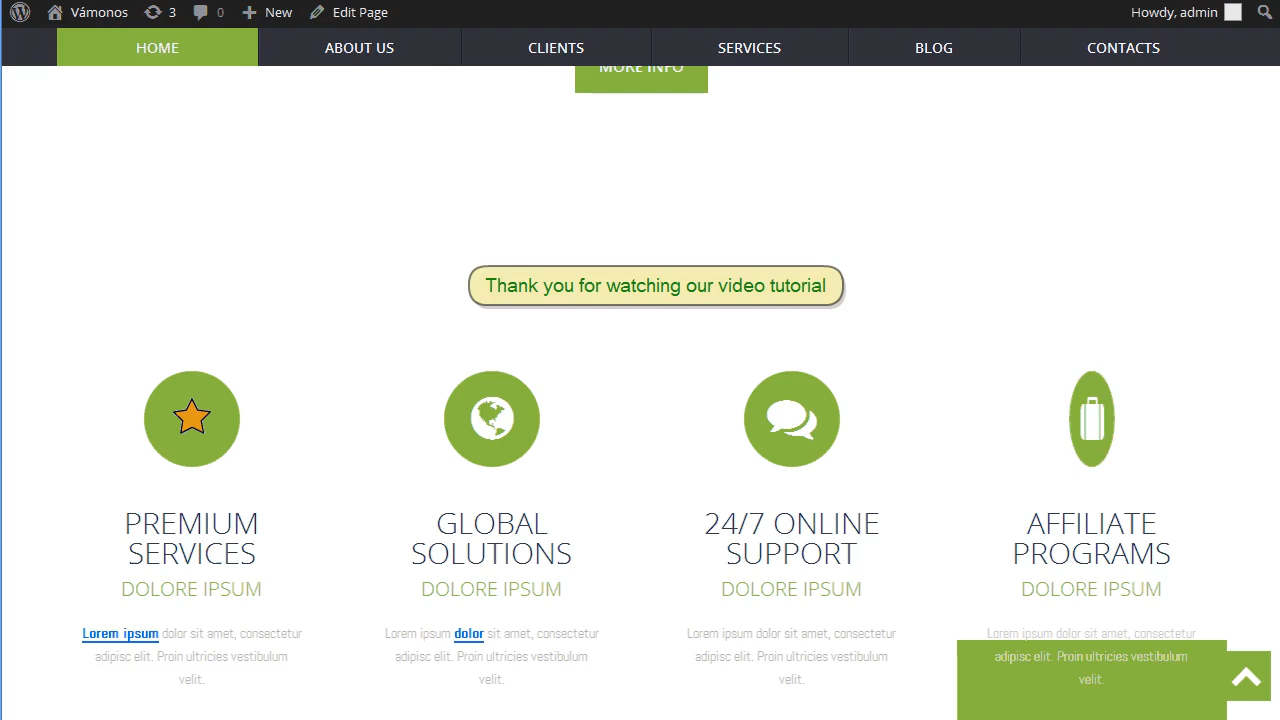 Vámonos 3 0 New Edit Page Howdy, admin
HOME ABOUT US CLIENTS SERVICES BLOG CONTACTS
MORE INFO
Thank you for watching our video tutorial
PREMIUM SERVICES
DOLORE IPSUM
Lorem ipsum dolor sit amet, consectetur
adipisc elit. Proin ultricies vestibulum
velit.
GLOBAL
SOLUTIONS
DOLORE IPSUM
Lorem ipsum dolor sit amet, consectetur
adipisc elit. Proin ultricies vestibulum
velit.
24/7 ONLINE
SUPPORT
DOLORE IPSUM
Lorem ipsum dolor sit amet, consectetur
adipisc elit. Proin ultricies vestibulum
velit.
AFFILIATE
PROGRAMS
DOLORE IPSUM
Lorem ipsum dolor sit amet, consectetur
adipisc elit. Proin ultricies vestibulum
velit.